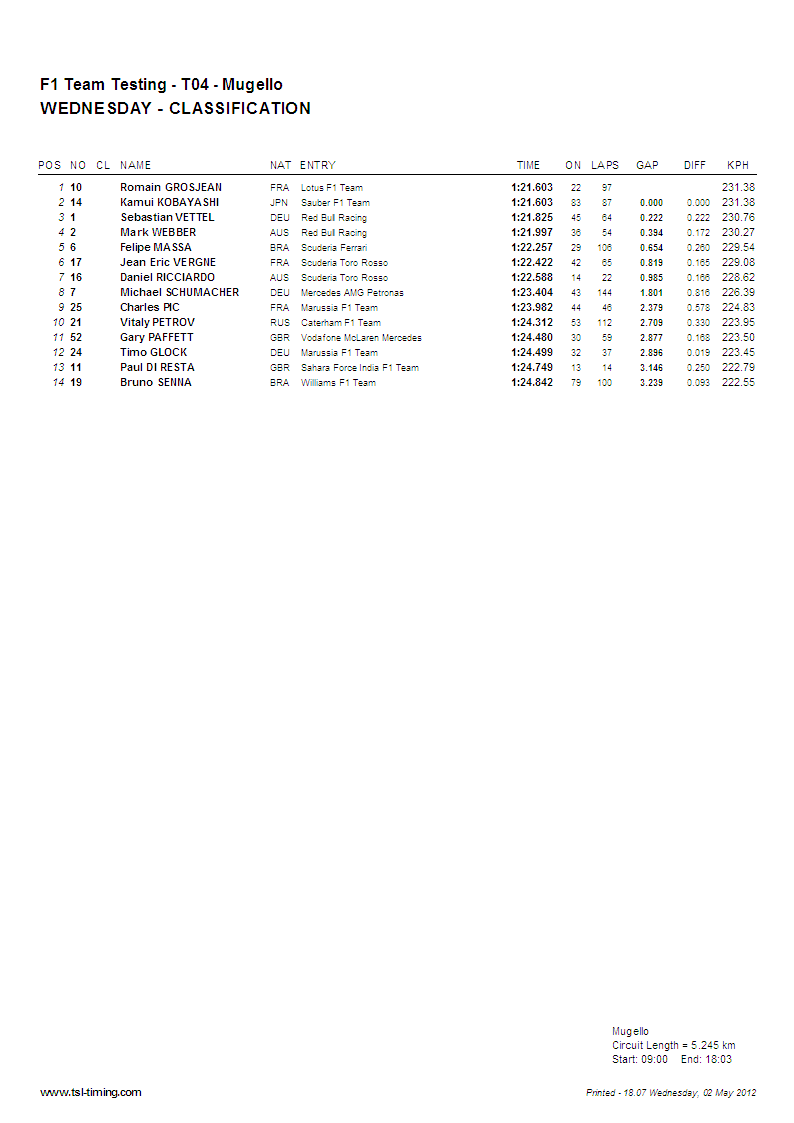 F1 Team Testing - T04 - Mugello
WEDNESDAY - CLASSIFICATION
POS NO CL NAME NAT ENTRY TIME ON LAPS GAP DIFF KPH
1 10 Romain GROSJEAN FRA Lotus F1 Team 1:21.603 22 97 231.38
2 14 Kamui KOBAYASHI JPN Sauber F1 Team 1:21.603 83 87 0.000 0.000 231.38
3 1 Sebastian VETTEL DEU Red Bull Racing 1:21.825 45 64 0.222 0.222 230.76
4 2 Mark WEBBER AUS Red Bull Racing 1:21.997 36 54 0.394 0.172 230.27
5 6 Felipe MASSA BRA Scuderia Ferrari 1:22.257 29 106 0.654 0.260 229.54
6 17 Jean Eric VERGNE FRA Scuderia Toro Rosso 1:22.422 42 65 0.819 0.165 229.08
7 16 Daniel RICCIARDO AUS Scuderia Toro Rosso 1:22.588 14 22 0.985 0.166 228.62
8 7 Michael SCHUMACHER DEU Mercedes AMG Petronas 1:23.404 43 144 1.801 0.816 226.39
9 25 Charles PIC FRA Marussia F1 Team 1:23.982 44 46 2.379 0.578 224.83
10 21 Vitaly PETROV RUS Caterham F1 Team 1:24.312 53 112 2.709 0.330 223.95
11 52 Gary PAFFETT GBR Vodafone McLaren Mercedes 1:24.480 30 59 2.877 0.168 223.50
12 24 Timo GLOCK DEU Marussia F1 Team 1:24.499 32 37 2.896 0.019 223.45
13 11 Paul DI RESTA GBR Sahara Force India F1 Team 1:24.749 13 14 3.146 0.250 222.79
14 19 Bruno SENNA BRA Williams F1 Team 1:24.842 79 100 3.239 0.093 222.55
Mugello
Circuit Length = 5.245 km
Start: 09:00 End: 18:03
www.tsl-timing.com Printed - 18.07 Wednesday, 02 May 2012